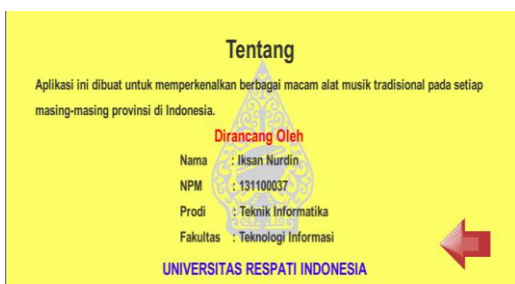 Tentang
Aplikasi ini dibuat untuk memperkenalkan berbagai macam alat musik tradisional pada setiap
masing-masing provinsi di Indonesia.
Dirancang Oleh
Nama : Iksan Nurdin
NPM : 131100037
Prodi : Teknik Informatika
Fakultas : Teknologi Informasi
UNIVERSITAS RESPATI INDONESIA